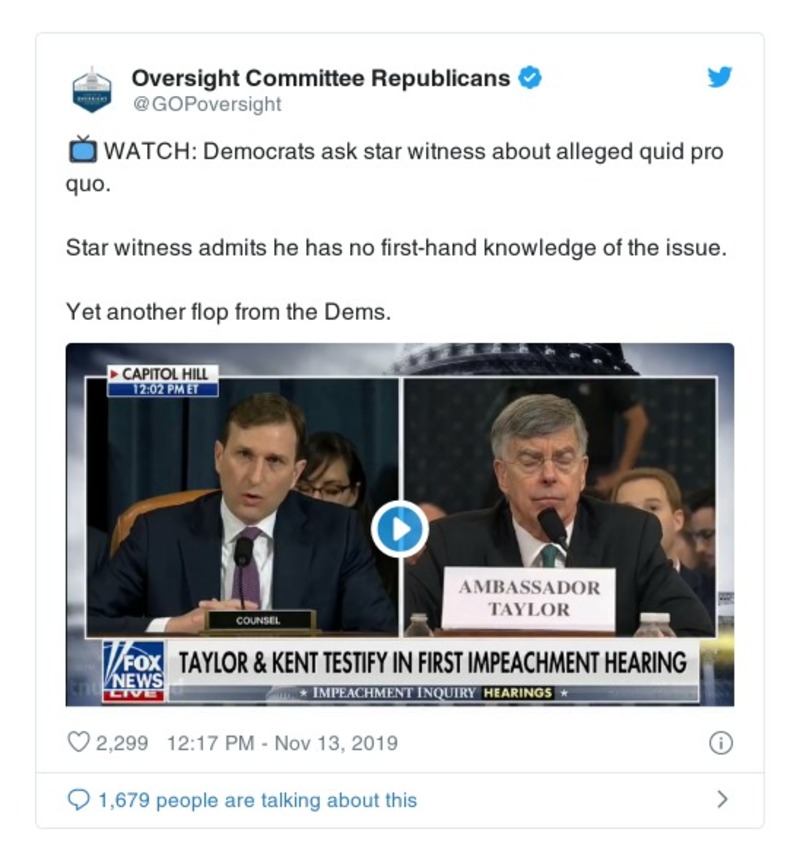 Oversight Committee Republicans
@GOPoversight
WATCH: Democrats ask star witness about alleged quid pro
quo.
Star witness admits he has no first-hand knowledge of the issue.
Yet another flop from the Dems.
CAPITOL HILL
12:02 PM ET
COUNSEL
AMBASSADOR
TAYLOR
FOX
NEWS
LIVE
TAYLOR & KENT TESTIFY IN FIRST IMPEACHMENT HEARING
★ IMPEACHMENT INQUIRY HEARINGS ★
2,299 12:17 PM - Nov 13, 2019
1,679 people are talking about this